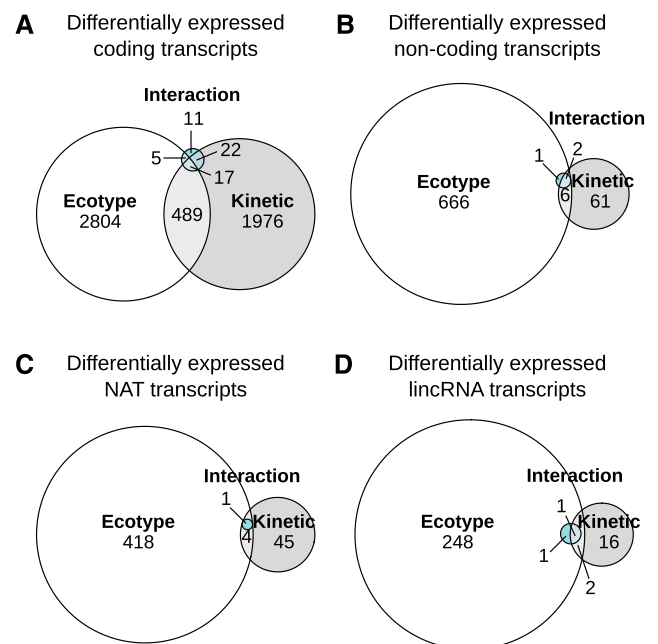 A Differentially expressed
coding transcripts
Interaction
11
5
22
17
Ecotype
2804
489
Kinetic
1976
B Differentially expressed
non-coding transcripts
Interaction
1
2
Ecotype
666
6
Kinetic
61
C Differentially expressed
NAT transcripts
Interaction
1
Ecotype
418
4
Kinetic
45
D Differentially expressed
lincRNA transcripts
Interaction
1
Ecotype
248
Kinetic
16
1
2